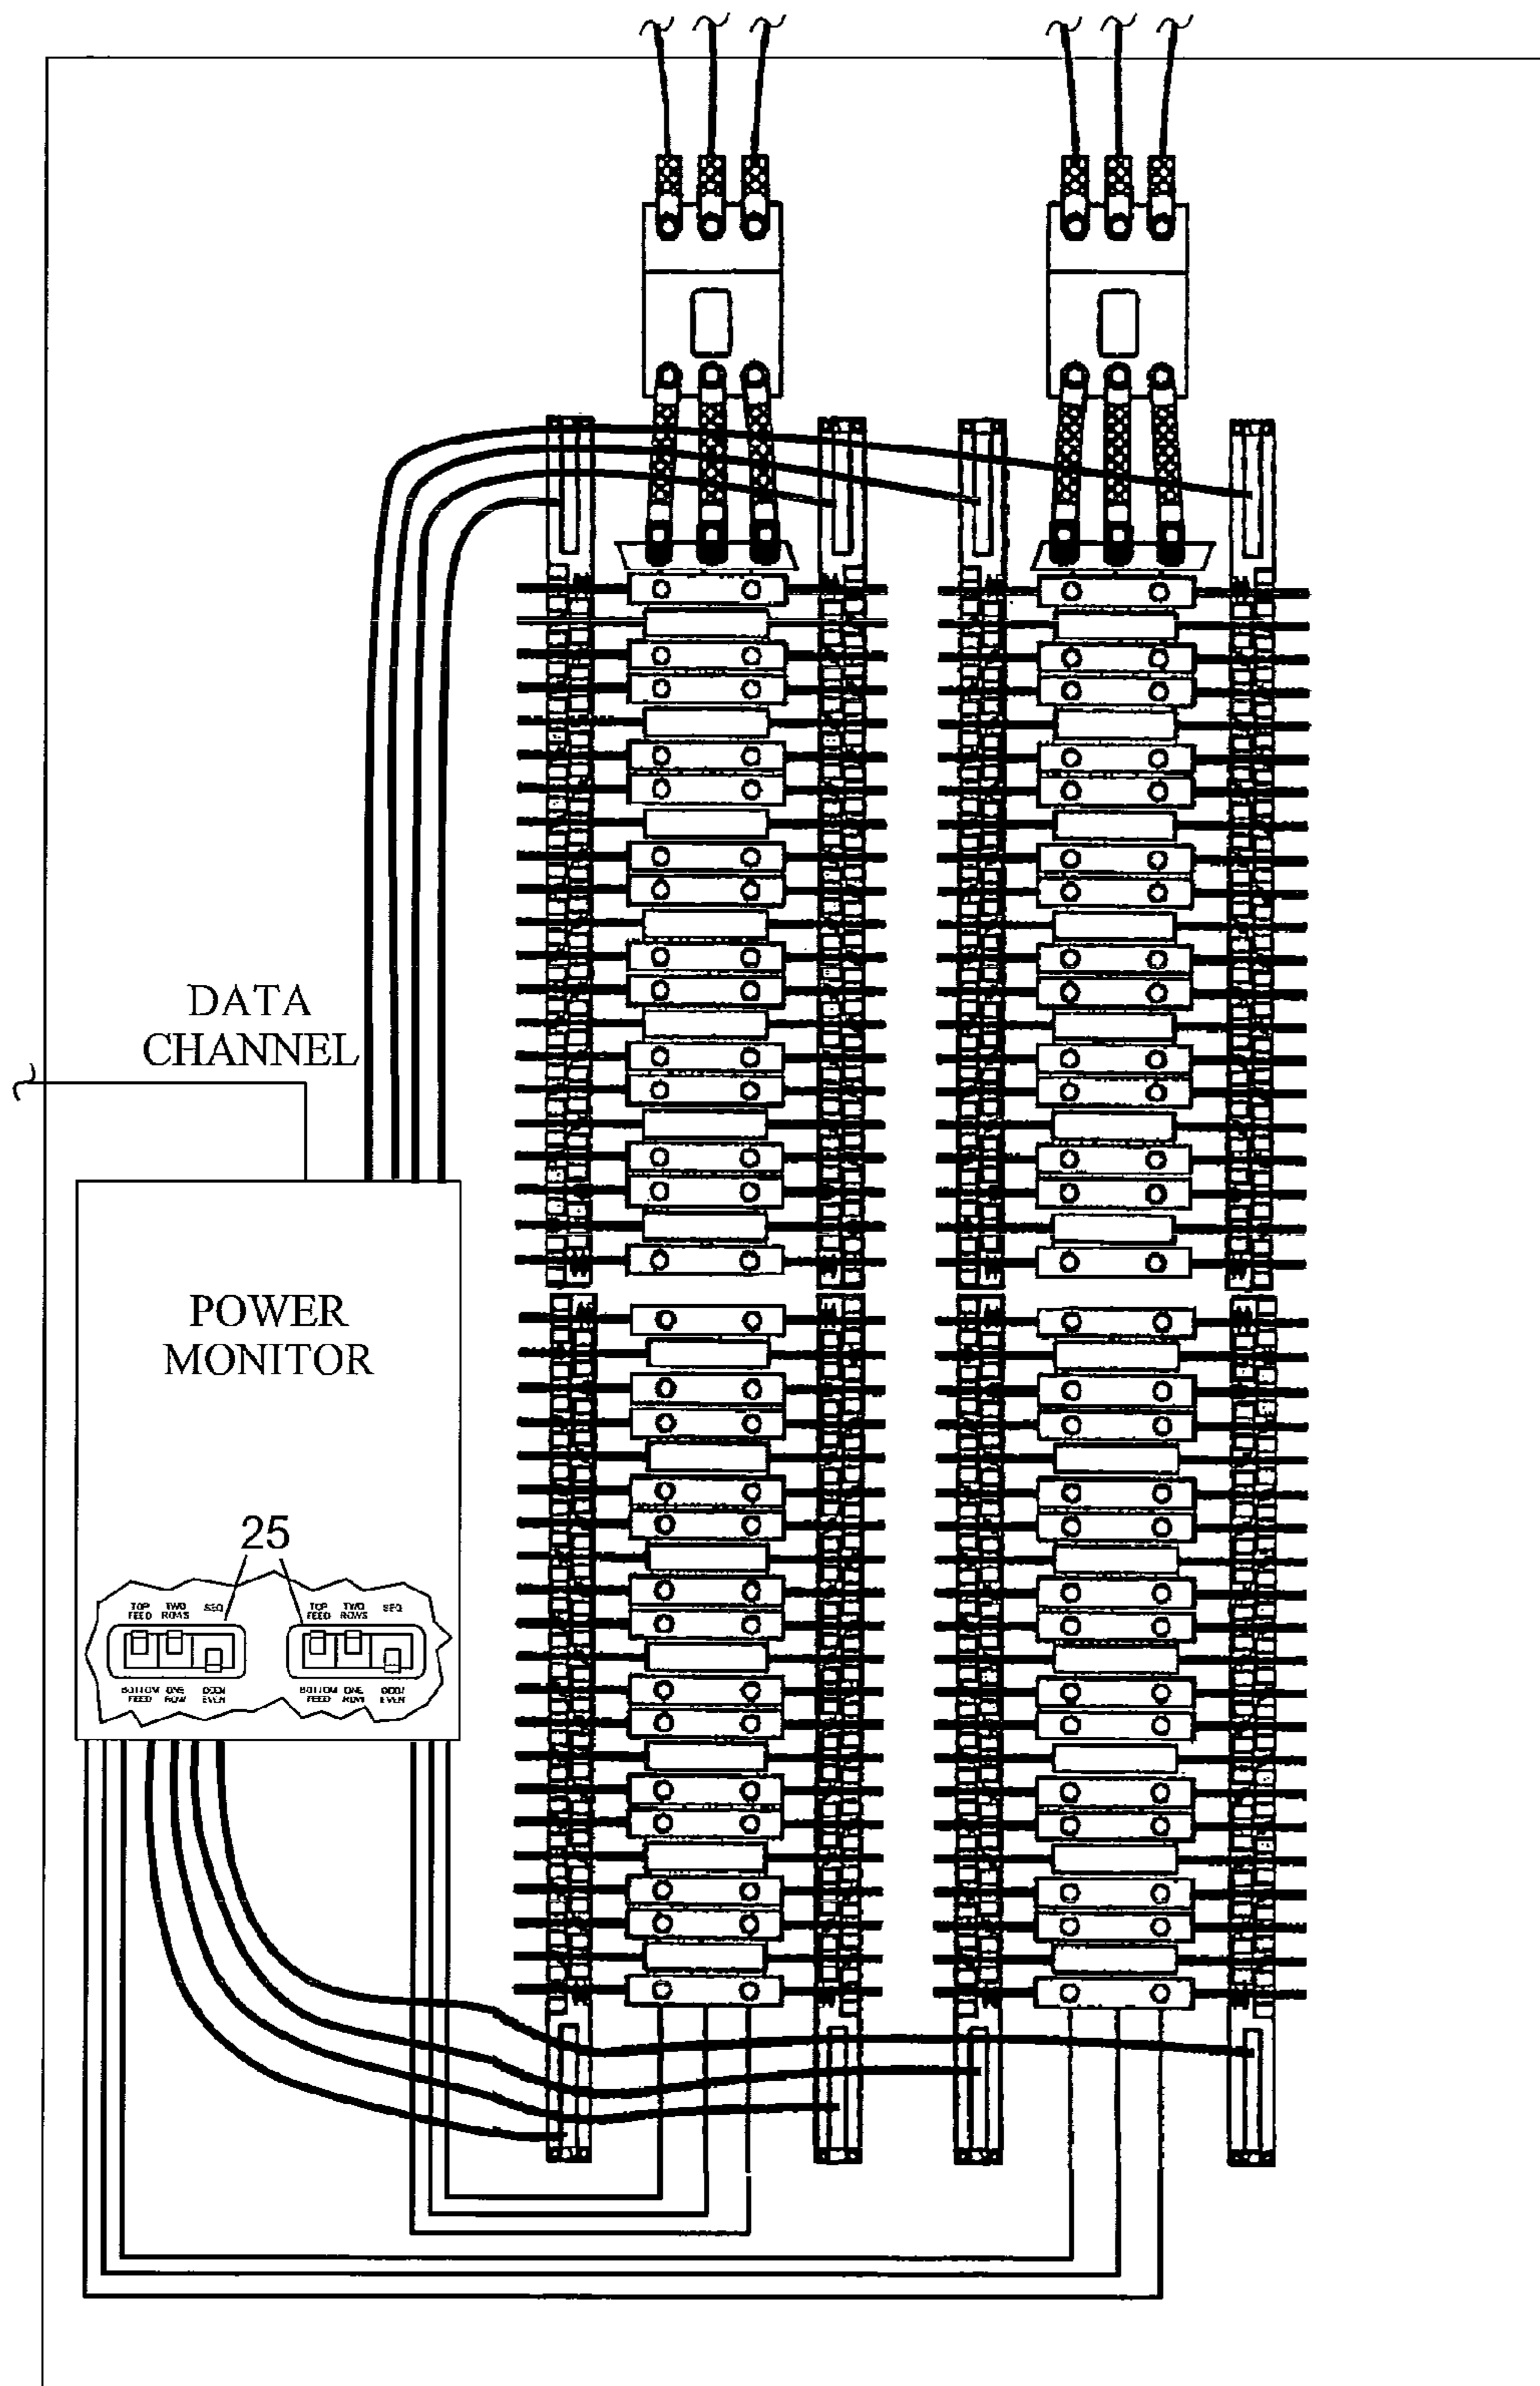 DATA
CHANNEL
POWER
MONITOR
25
TOP FEED TWO ROWS SEQ
BOTTOM FEED ONE ROW ODD/ EVEN
TOP FEED TWO ROWS SEQ
BOTTOM FEED ONE ROW ODD/ EVEN